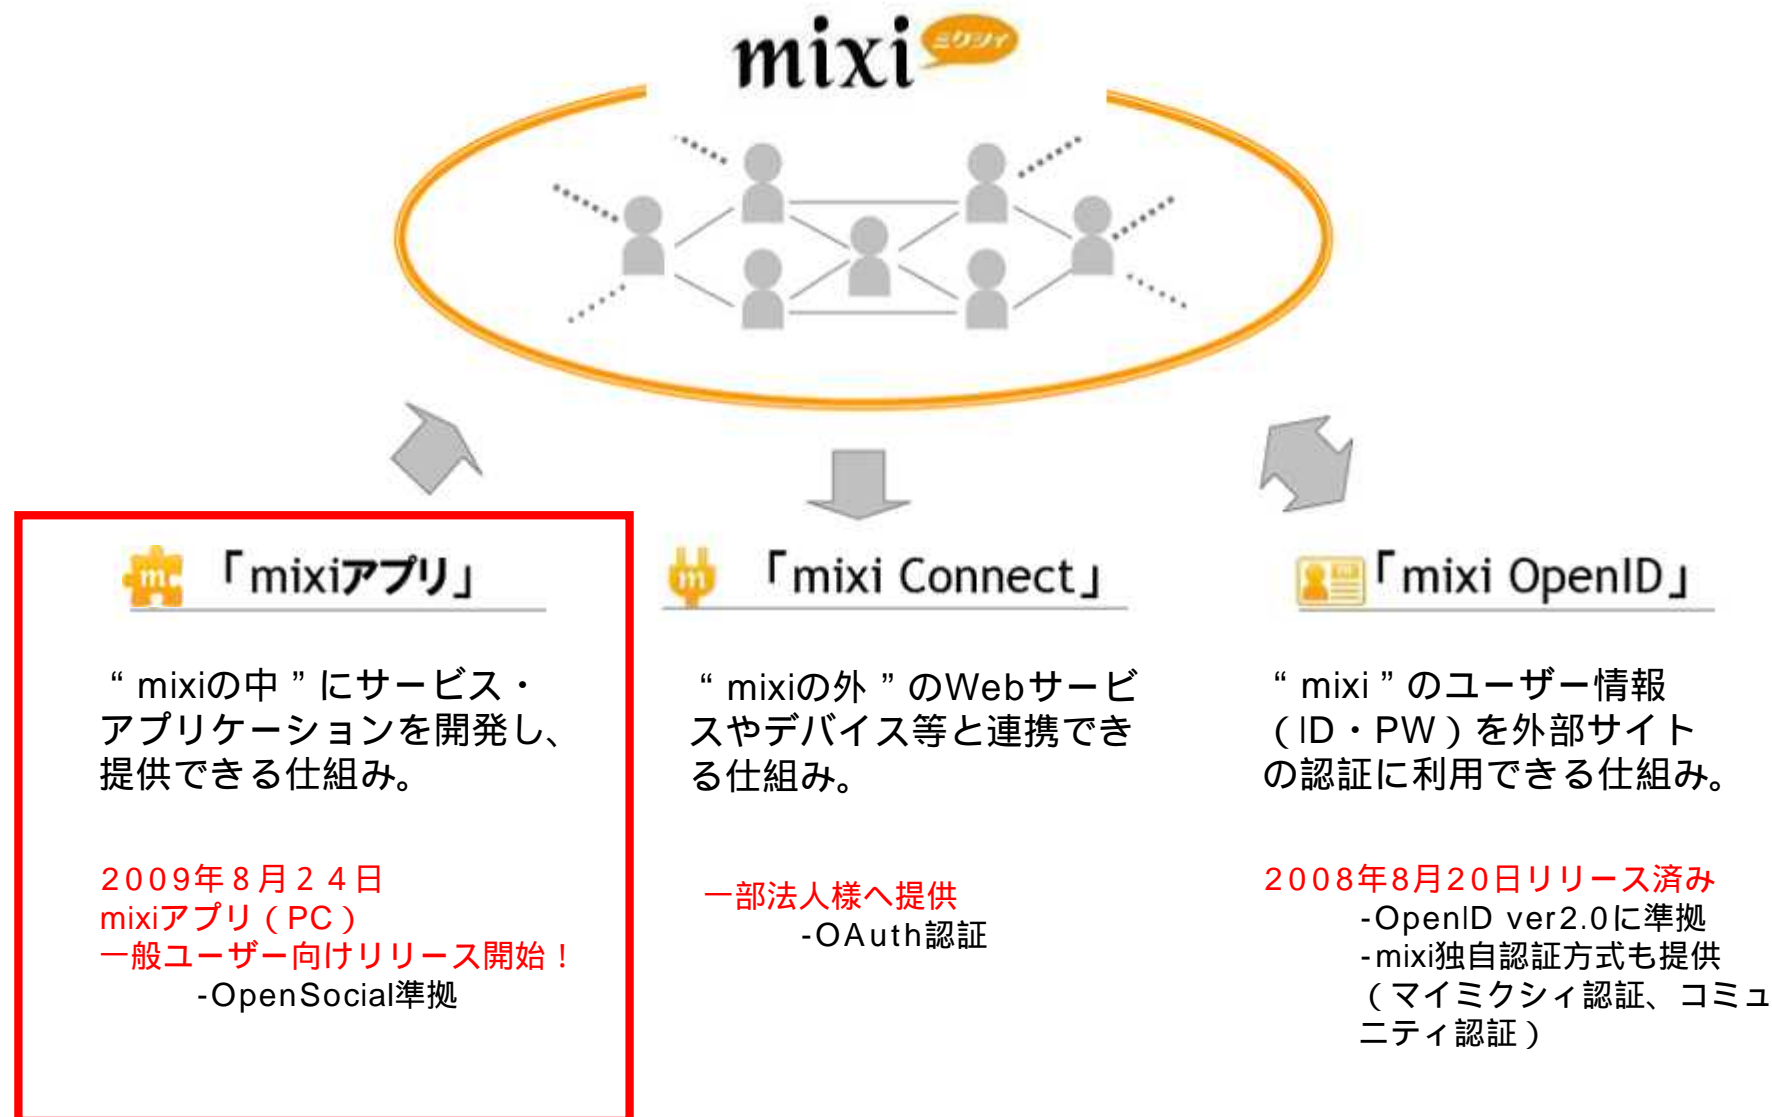 mixi ミクシィ
「mixiアプリ」
“ mixiの中 ” にサービス・
アプリケーションを開発し、
提供できる仕組み。
2009年８月２４日
mixiアプリ（PC）
一般ユーザー向けリリース開始！
-OpenSocial準拠
「mixi Connect」
“ mixiの外 ” のWebサービ
スやデバイス等と連携でき
る仕組み。
一部法人様へ提供
-OAuth認証
「mixi OpenID」
“ mixi ” のユーザー情報
（ID・PW）を外部サイト
の認証に利用できる仕組み。
2008年8月20日リリース済み
-OpenID ver2.0に準拠
-mixi独自認証方式も提供
（マイミクシィ認証、コミュ
ニティ認証）